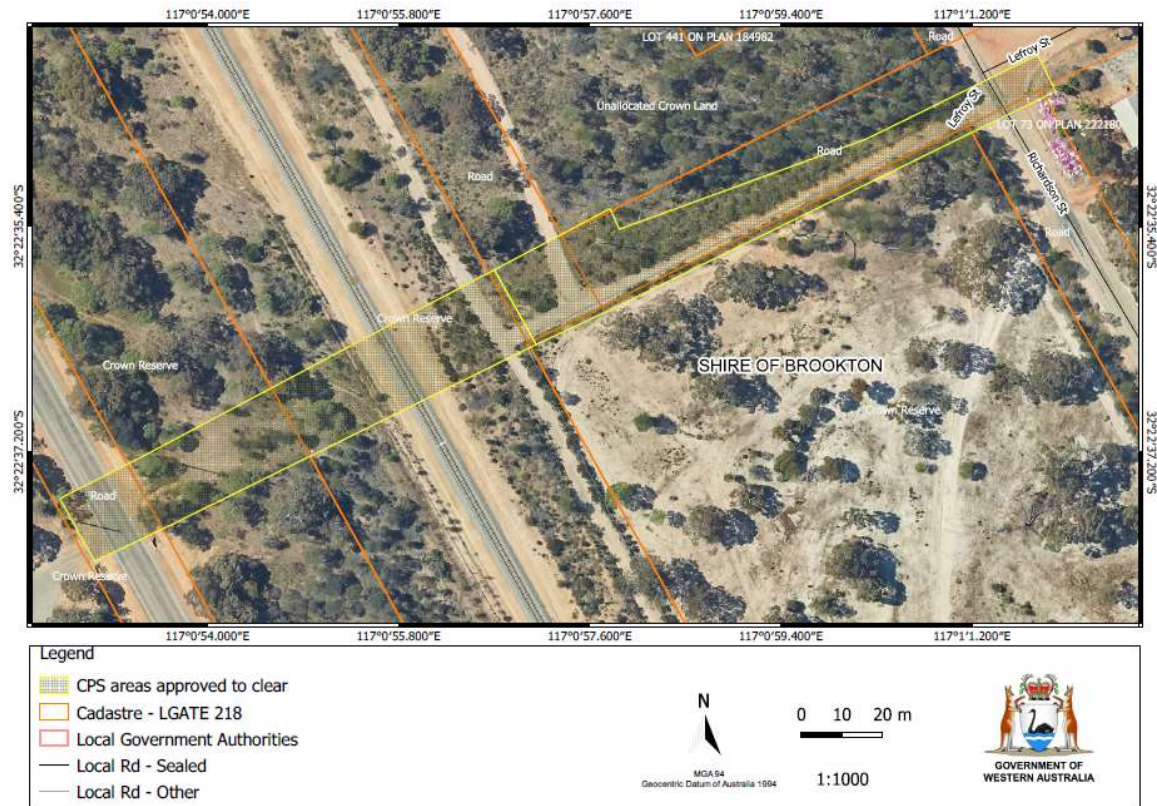 117°0'54.000"E 117°0'55.800"E 117°0'57.600"E 117°0'59.400"E 117°1'1.200"E
LOT 441 ON PLAN 184982
Road
Lefroy St
Unallocated Crown Land
Lefroy St
LOT 73 ON PLAN 222180
Road
Road
Richardson St
32°22'35.400"S
32°22'35.400"S
Road
Crown Reserve
Crown Reserve
SHIRE OF BROOKTON
Crown Reserve
32°22'37.200"S
32°22'37.200"S
Road
Crown Reserve
117°0'54.000"E 117°0'55.800"E 117°0'57.600"E 117°0'59.400"E 117°1'1.200"E
Legend
CPS areas approved to clear
Cadastre - LGATE 218
Local Government Authorities
Local Rd - Sealed
Local Rd - Other
N
MGA 94
Geocentric Datum of Australia 1994
0 10 20 m
1:1000
GOVERNMENT OF
WESTERN AUSTRALIA